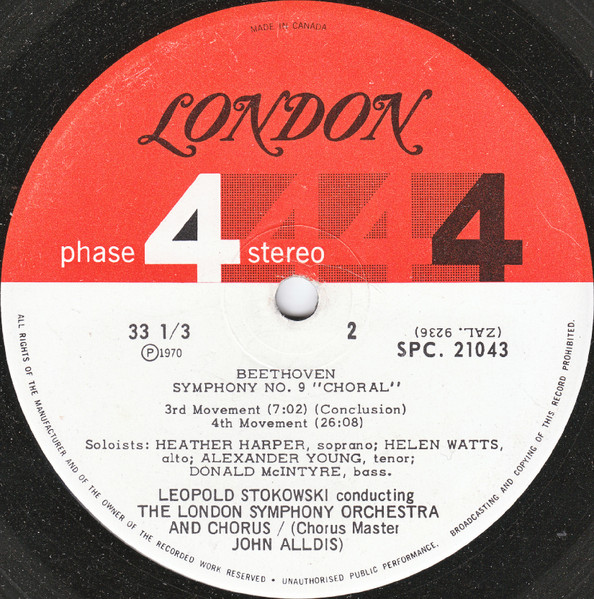 MADE IN CANADA
LONDON
phase 4 stereo 4
33 1/3 2 (ZAL. 9236)
Ⓟ1970 SPC. 21043
BEETHOVEN
SYMPHONY NO. 9 "CHORAL"
3rd Movement (7:02) (Conclusion)
4th Movement (26:08)
Soloists: HEATHER HARPER, soprano; HELEN WATTS,
alto; ALEXANDER YOUNG, tenor;
DONALD McINTYRE, bass.
LEOPOLD STOKOWSKI conducting
THE LONDON SYMPHONY ORCHESTRA
AND CHORUS / (Chorus Master
JOHN ALLDIS)
ALL RIGHTS OF THE MANUFACTURER AND OF THE OWNER OF THE RECORDED WORK RESERVED • UNAUTHORISED PUBLIC PERFORMANCE, BROADCASTING AND COPYING OF THIS RECORD PROHIBITED.